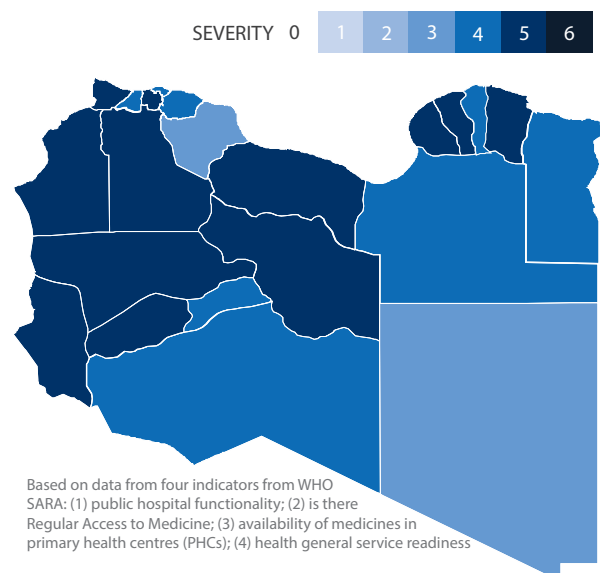 SEVERITY 0 1 2 3 4 5 6
Based on data from four indicators from WHO
SARA: (1) public hospital functionality; (2) is there
Regular Access to Medicine; (3) availability of medicines in
primary health centres (PHCs); (4) health general service readiness